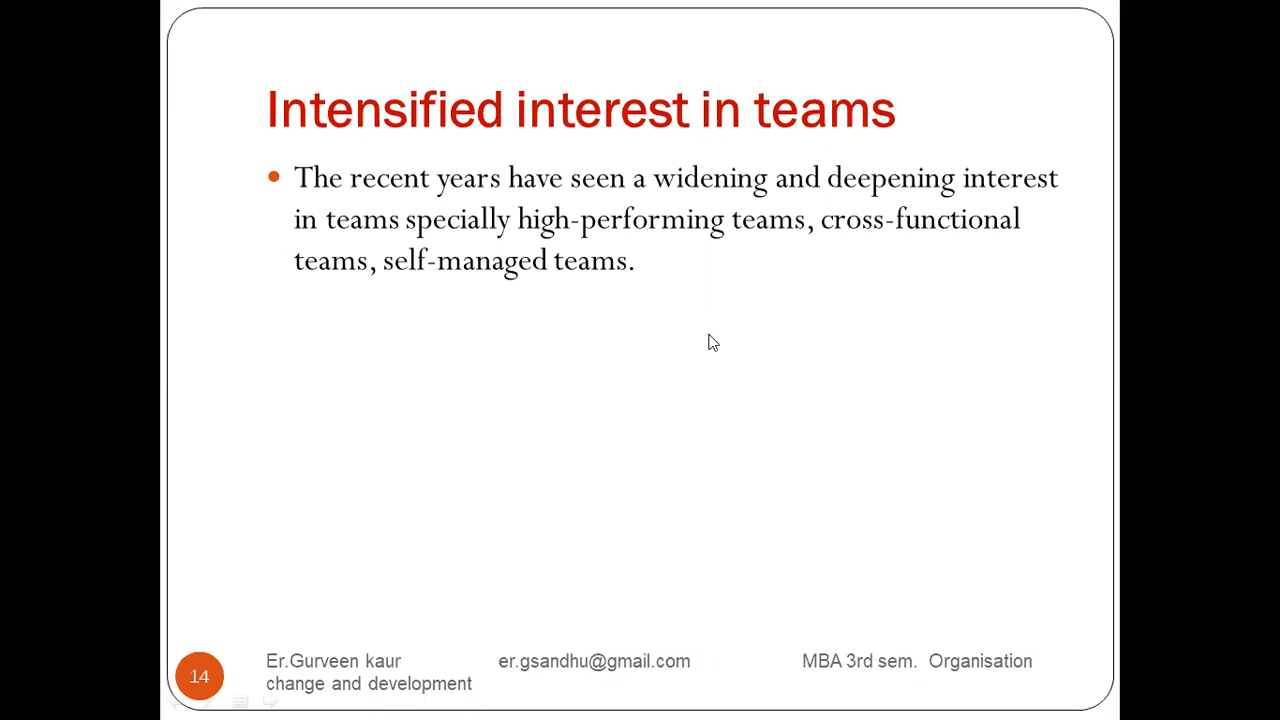 Intensified interest in teams
The recent years have seen a widening and deepening interest
in teams specially high-performing teams, cross-functional
teams, self-managed teams.
14
Er.Gurveen kaur er.gsandhu@gmail.com MBA 3rd sem. Organisation
change and development